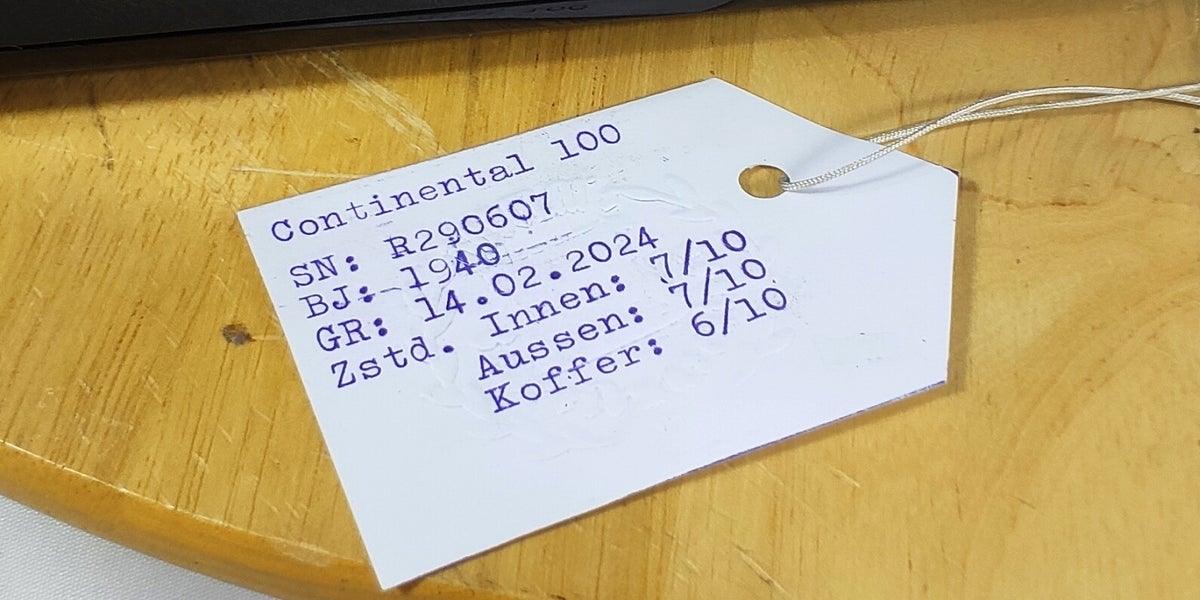 Continental 100
SN: R290607
BJ: 1940
GR: 14.02.2024
Zstd. Innen: 7/10
Aussen: 7/10
Koffer: 6/10